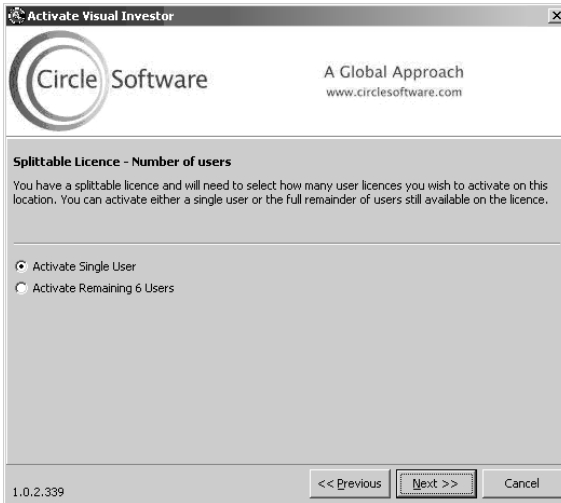 Activate Visual Investor
Circle Software
A Global Approach
www.circlesoftware.com
Splittable Licence - Number of users
You have a splittable licence and will need to select how many user licences you wish to activate on this
location. You can activate either a single user or the full remainder of users still available on the licence.
Activate Single User
Activate Remaining 6 Users
1.0.2.339
<< Previous
Next >>
Cancel